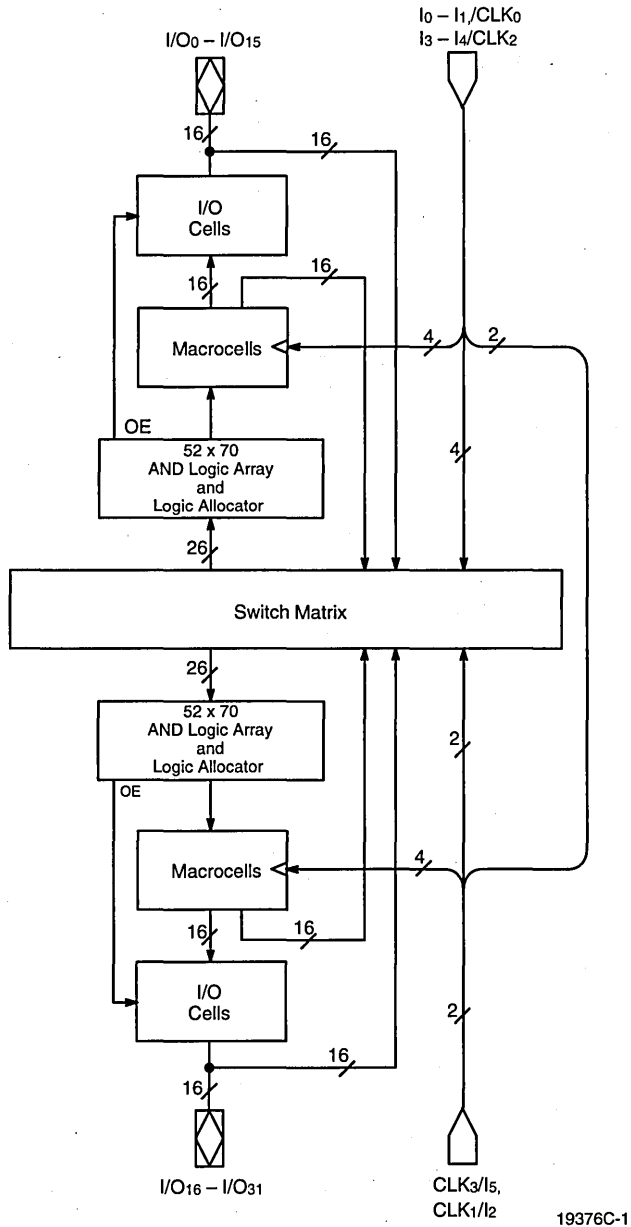 I/O0 – I/O15
I0 – I1,/CLK0
I3 – I4/CLK2
16
16
I/O
Cells
16
16
Macrocells
4
2
OE
52 x 70
AND Logic Array
and
Logic Allocator
4
26
Switch Matrix
26
52 x 70
AND Logic Array
and
Logic Allocator
2
OE
Macrocells
4
16
16
I/O
Cells
2
16
16
I/O16 – I/O31
CLK3/I5,
CLK1/I2
19376C-1